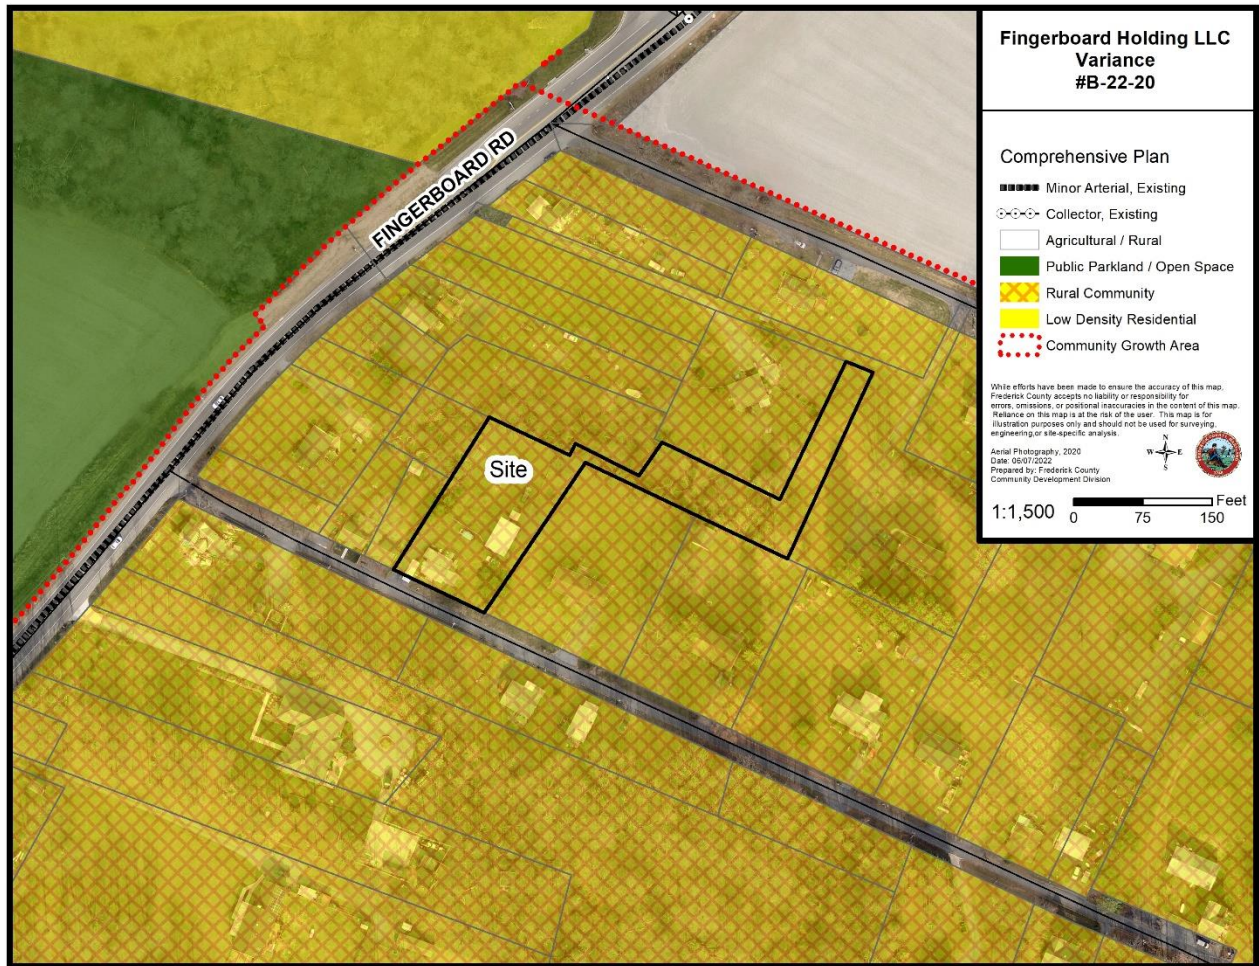 Fingerboard Holding LLC
Variance
#B-22-20
Comprehensive Plan
Minor Arterial, Existing
Collector, Existing
Agricultural / Rural
Public Parkland / Open Space
Rural Community
Low Density Residential
Community Growth Area
While efforts have been made to ensure the accuracy of this map,
Frederick County accepts no liability or responsibility for
errors, omissions, or positional inaccuracies in the content of this map.
Reliance on this map is at the risk of the user. This map is for
illustration purposes only and should not be used for surveying,
engineering,or site-specific analysis.
Aerial Photography, 2020
Date: 06/07/2022
Prepared by: Frederick County
Community Development Division
N
W E
S
1:1,500
Feet
0 75 150
FINGERBOARD RD
Site